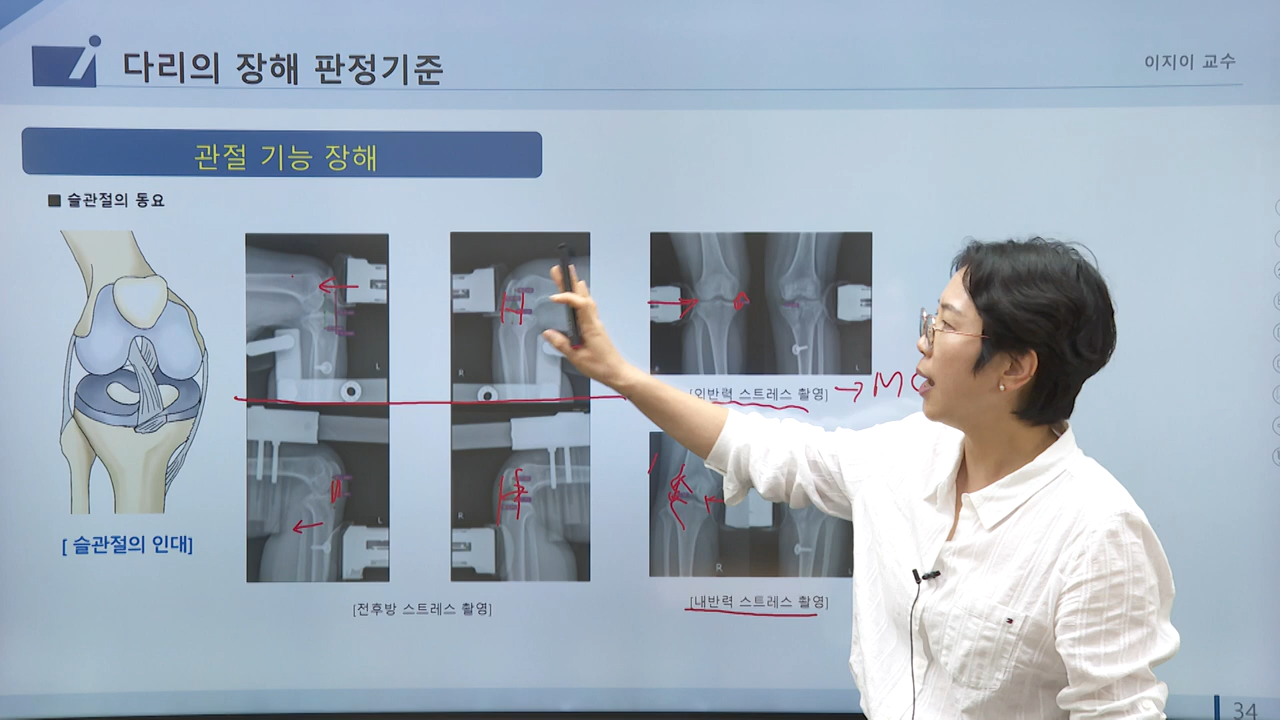 다리의 장해 판정기준
이지이 교수
관절 기능 장해
■ 슬관절의 동요
L
R
[외반력 스트레스 촬영]
→ M
L
R
R
[ 슬관절의 인대]
[전후방 스트레스 촬영]
[내반력 스트레스 촬영]
34